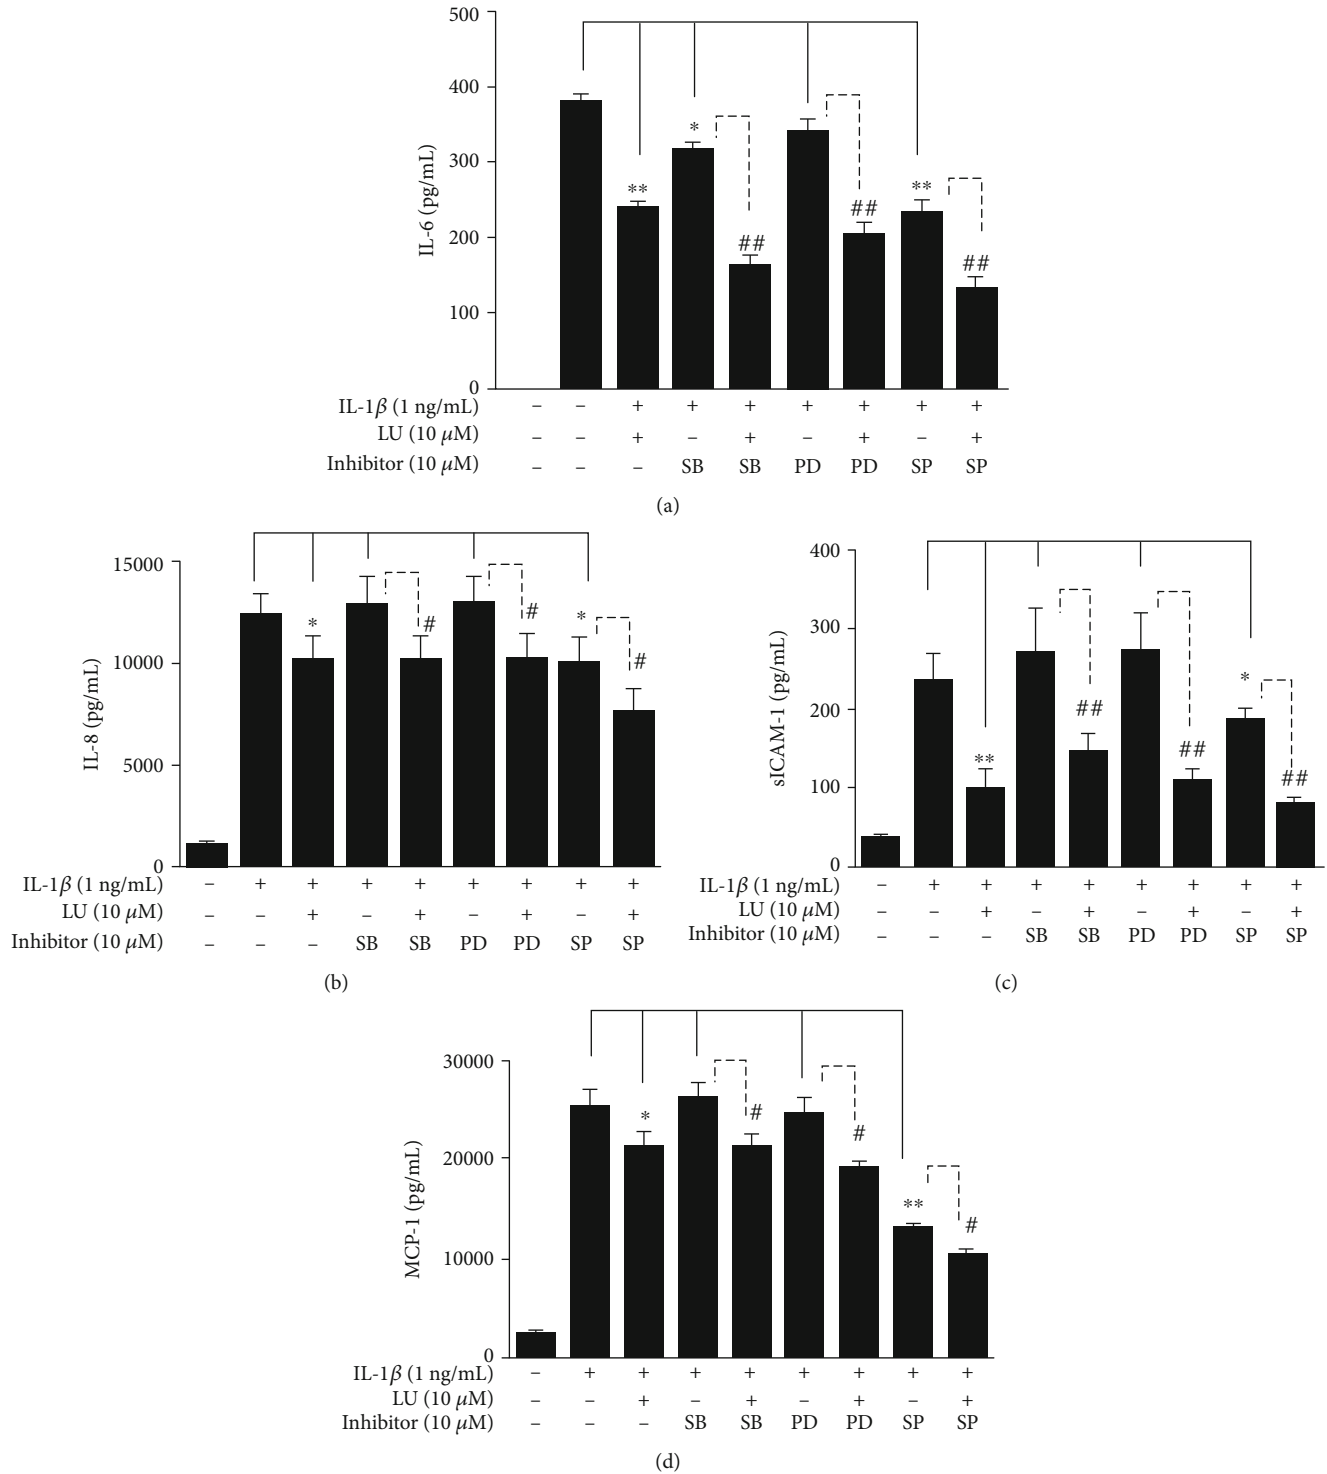 500
400
300
200
100
0
IL-6 (pg/mL)
** * ## ## ** ##
IL-1β (1 ng/mL) – – + + + + + + +
LU (10 μM) – – + – + – + – +
Inhibitor (10 μM) – – – SB SB PD PD SP SP
(a)
15000
10000
5000
0
IL-8 (pg/mL)
* # # * #
IL-1β (1 ng/mL) – + + + + + + + +
LU (10 μM) – – + – + – + – +
Inhibitor (10 μM) – – – SB SB PD PD SP SP
(b)
400
300
200
100
0
sICAM-1 (pg/mL)
** ## ## * ##
IL-1β (1 ng/mL) – + + + + + + + +
LU (10 μM) – – + – + – + – +
Inhibitor (10 μM) – – – SB SB PD PD SP SP
(c)
30000
20000
10000
0
MCP-1 (pg/mL)
* # # ** #
IL-1β (1 ng/mL) – + + + + + + + +
LU (10 μM) – – + – + – + – +
Inhibitor (10 μM) – – – SB SB PD PD SP SP
(d)